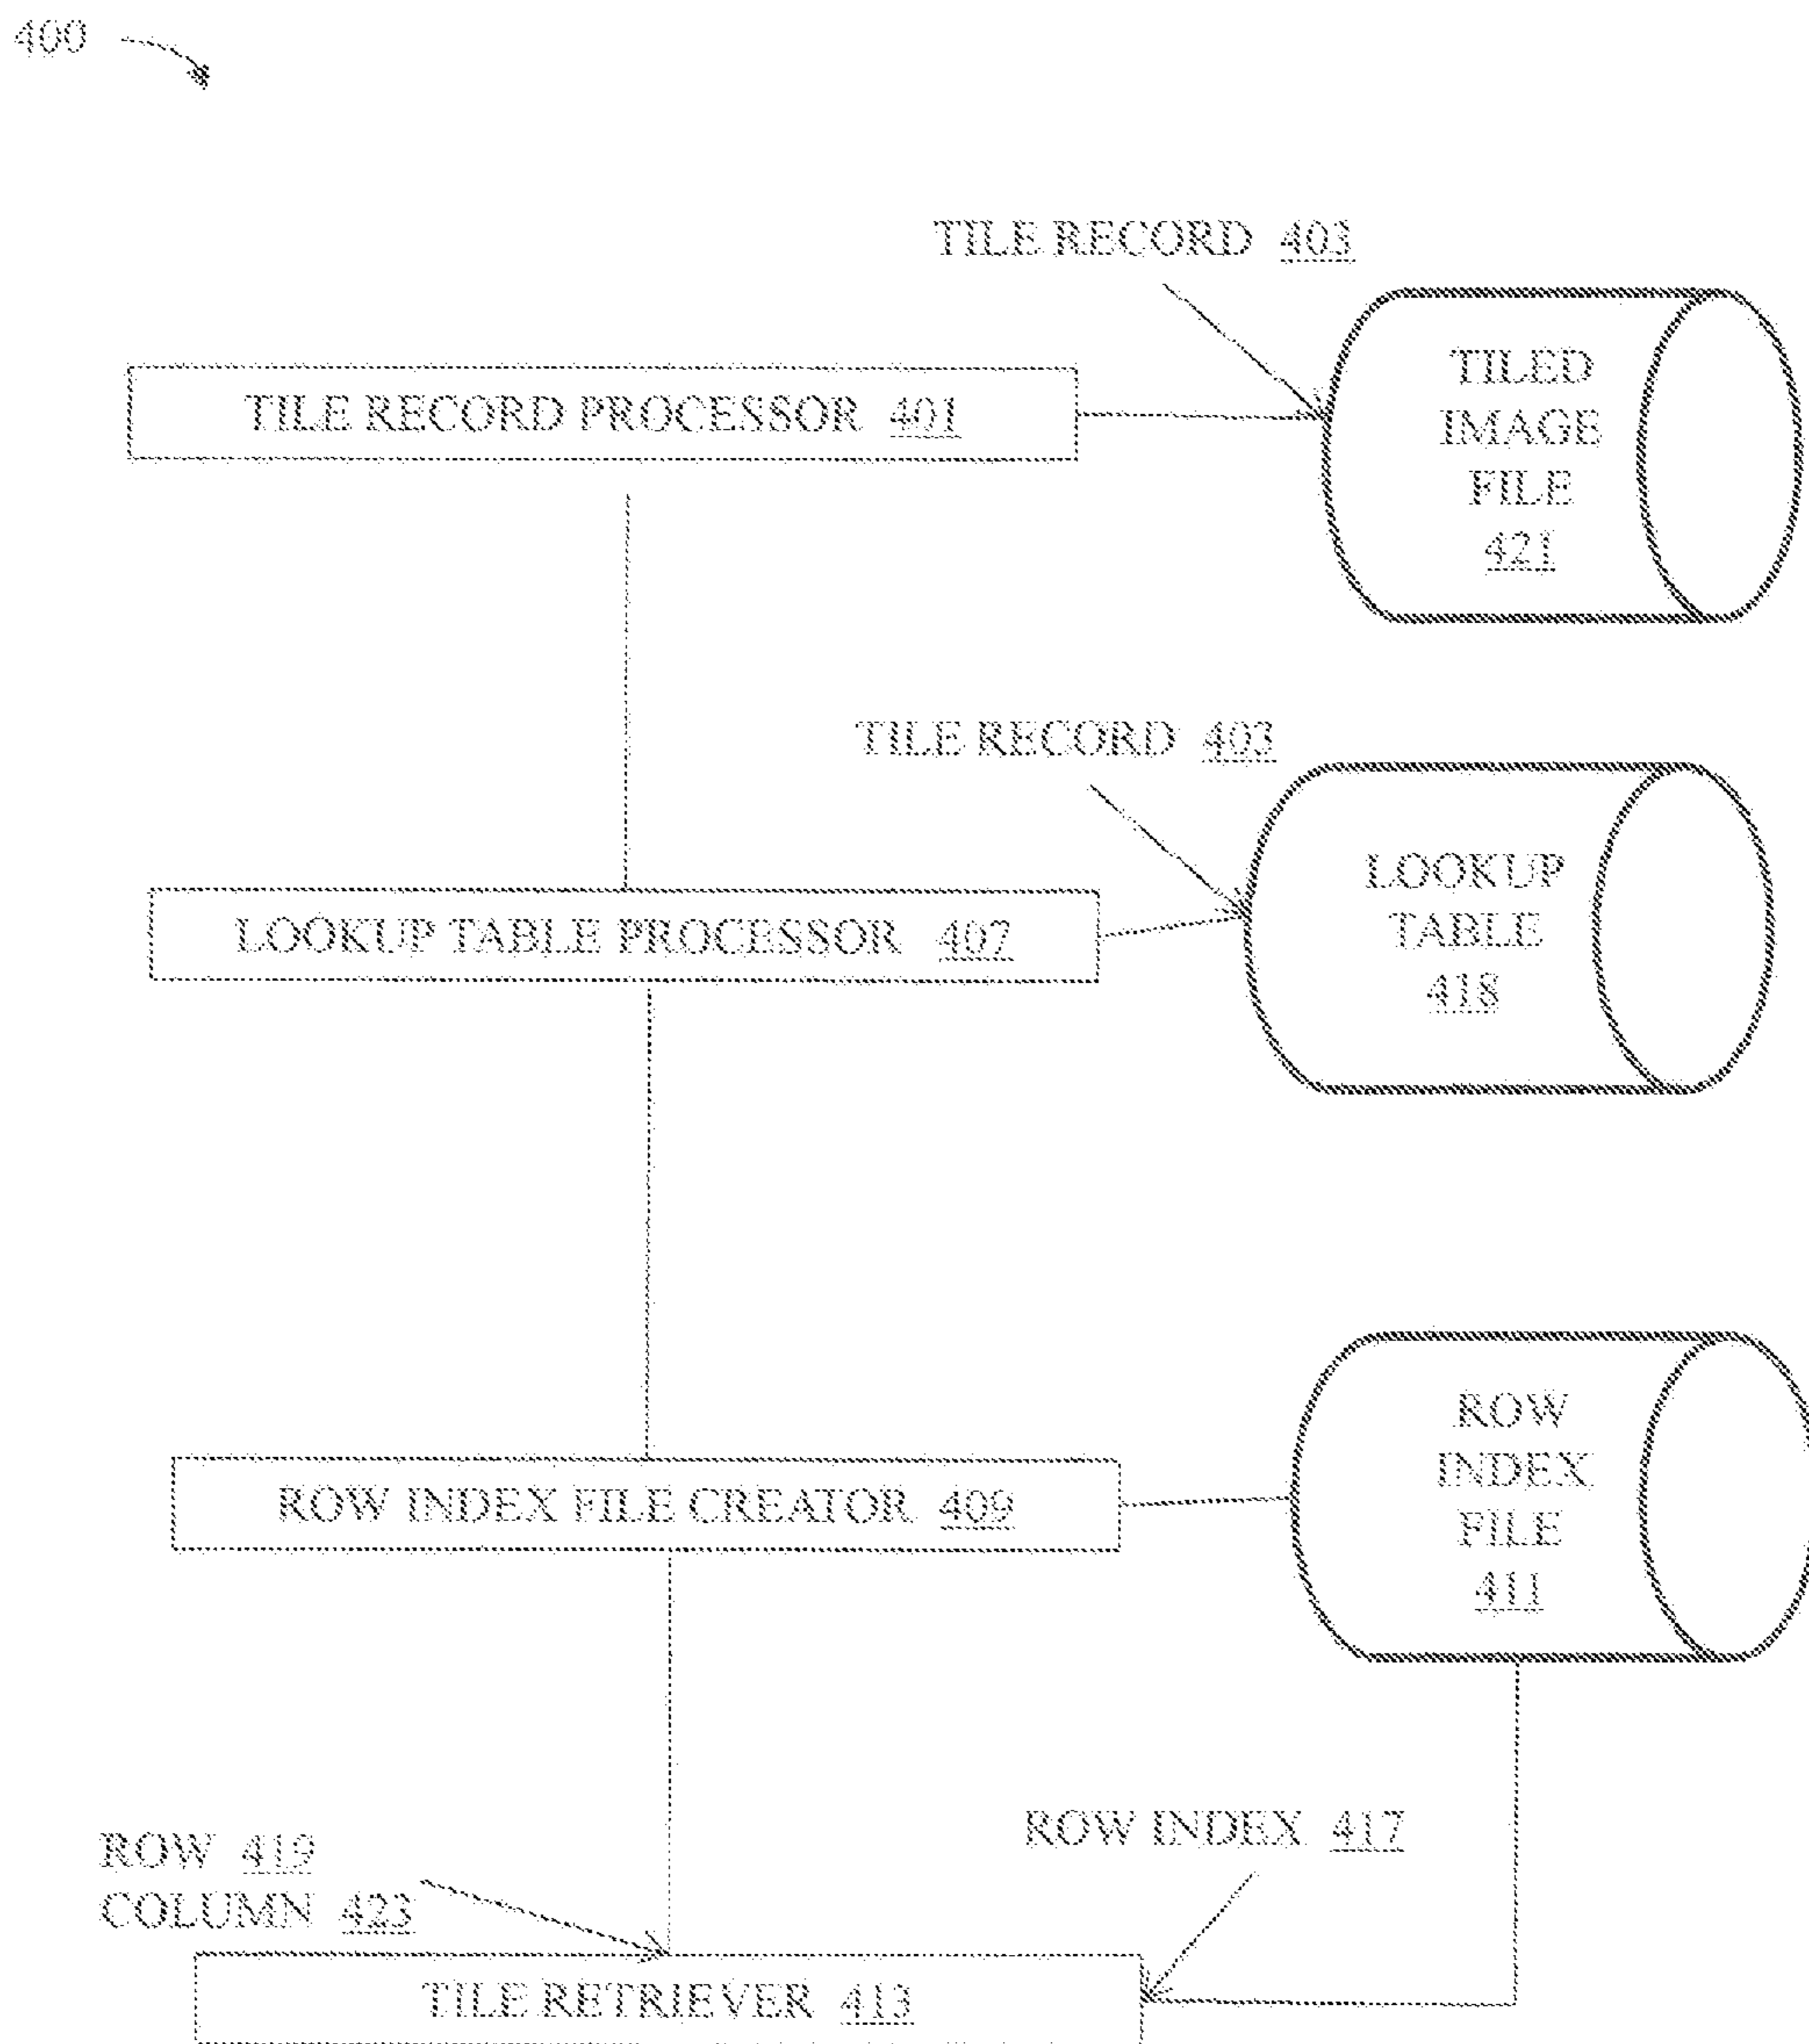 400
TILE RECORD 403
TILE RECORD PROCESSOR 401
TILED
IMAGE
FILE
421
TILE RECORD 403
LOOKUP TABLE PROCESSOR 407
LOOKUP
TABLE
418
ROW INDEX FILE CREATOR 409
ROW
INDEX
FILE
411
ROW INDEX 417
ROW 419
COLUMN 423
TILE RETRIEVER 413